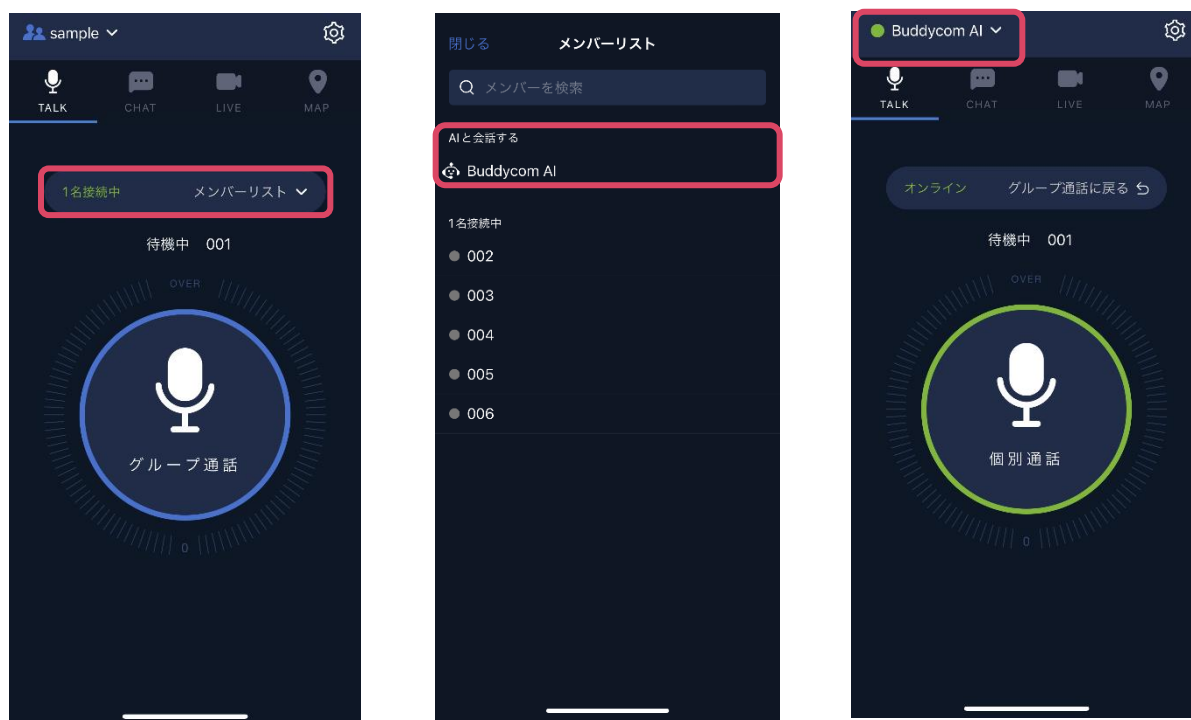 sample
TALK CHAT LIVE MAP
1名接続中 メンバーリスト
待機中 001
OVER
グループ通話
0
閉じる メンバーリスト
メンバーを検索
AIと会話する
Buddycom AI
1名接続中
002
003
004
005
006
Buddycom AI
TALK CHAT LIVE MAP
オンライン グループ通話に戻る
待機中 001
OVER
個別通話
0